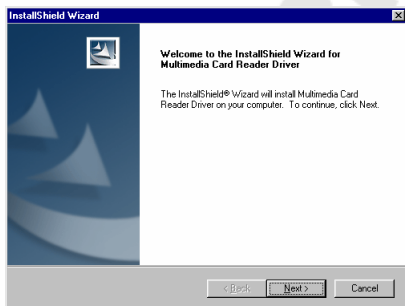 InstallShield Wizard
Welcome to the InstallShield Wizard for
Multimedia Card Reader Driver
The InstallShield® Wizard will install Multimedia Card
Reader Driver on your computer. To continue, click Next.
< Back
Next >
Cancel